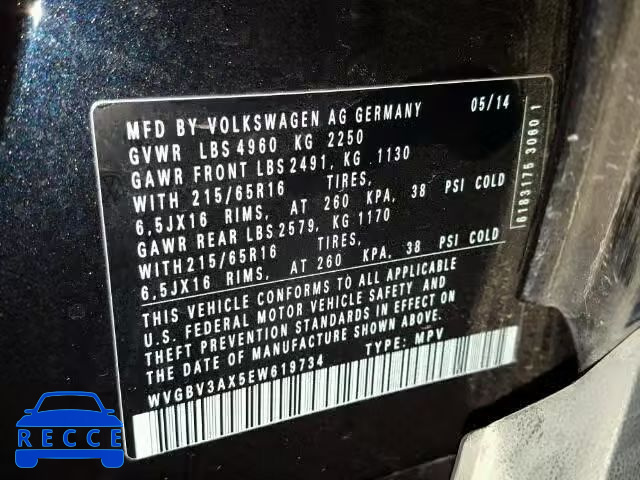 MFD BY VOLKSWAGEN AG GERMANY 05/14
GVWR LBS 4960 KG 2250
GAWR FRONT LBS 2491, KG 1130
WITH 215/65R16 TIRES,
6,5JX16 RIMS, AT 260 KPA, 38 PSI COLD
GAWR REAR LBS 2579, KG 1170
WITH 215/65R16 TIRES,
6,5JX16 RIMS, AT 260 KPA, 38 PSI COLD
THIS VEHICLE CONFORMS TO ALL APPLICABLE
U.S. FEDERAL MOTOR VEHICLE SAFETY AND
THEFT PREVENTION STANDARDS IN EFFECT ON
THE DATE OF MANUFACTURE SHOWN ABOVE.
WVGBV3AX5EW619734 TYPE: MPV
6183175 3060 1
RECCE